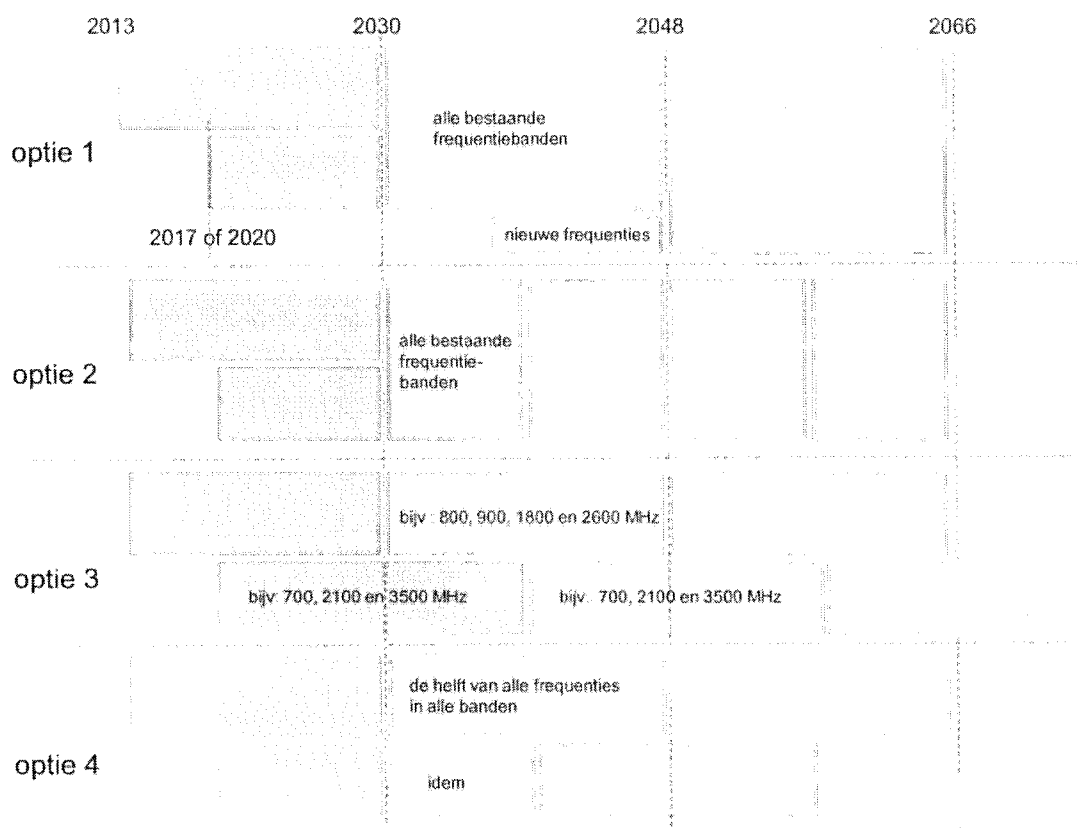 2013 2030 2048 2066
optie 1
alle bestaande
frequentiebanden
2017 of 2020
nieuwe frequenties
optie 2
alle bestaande
frequentie-
banden
optie 3
bijv : 800, 900, 1800 en 2600 MHz
bijv: 700, 2100 en 3500 MHz
bijv.: 700, 2100 en 3500 MHz
optie 4
de helft van alle frequenties
in alle banden
idem